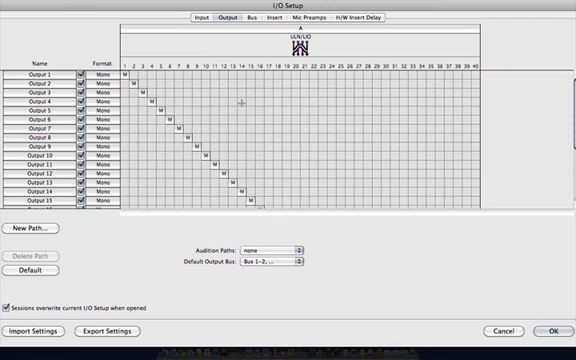 I/O Setup
Input Output Bus Insert Mic Preamps H/W Insert Delay
A
Name Format 1 2 3 4 5 6 7 8 9 10 11 12 13 14 15 16 17 18 19 20 21 22 23 24 25 26 27 28 29 30 31 32 33 34 35 36 37 38 39 40
Output 1 Mono M
Output 2 Mono M
Output 3 Mono M
Output 4 Mono M
Output 5 Mono M
Output 6 Mono M
Output 7 Mono M
Output 8 Mono M
Output 9 Mono M
Output 10 Mono M
Output 11 Mono M
Output 12 Mono M
Output 13 Mono M
Output 14 Mono M
Output 15 Mono M
New Path...
Delete Path
Default
Audition Paths: none
Default Output Bus: Bus 1-2, ...
Sessions overwrite current I/O Setup when opened
Import Settings Export Settings Cancel OK